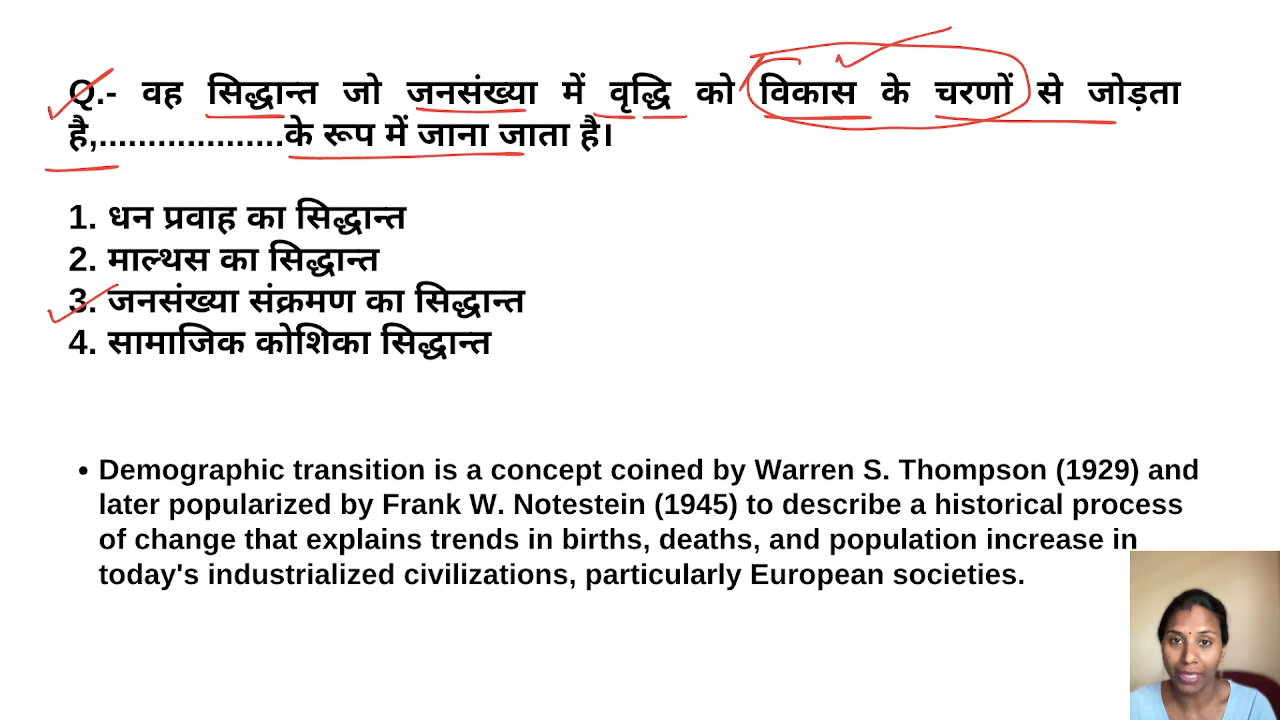 Q.- वह सिद्धान्त जो जनसंख्या में वृद्धि को विकास के चरणों से जोड़ता
है,...................के रूप में जाना जाता है।
1. धन प्रवाह का सिद्धान्त
2. माल्थस का सिद्धान्त
3. जनसंख्या संक्रमण का सिद्धान्त
4. सामाजिक कोशिका सिद्धान्त
• Demographic transition is a concept coined by Warren S. Thompson (1929) and
later popularized by Frank W. Notestein (1945) to describe a historical process
of change that explains trends in births, deaths, and population increase in
today's industrialized civilizations, particularly European societies.